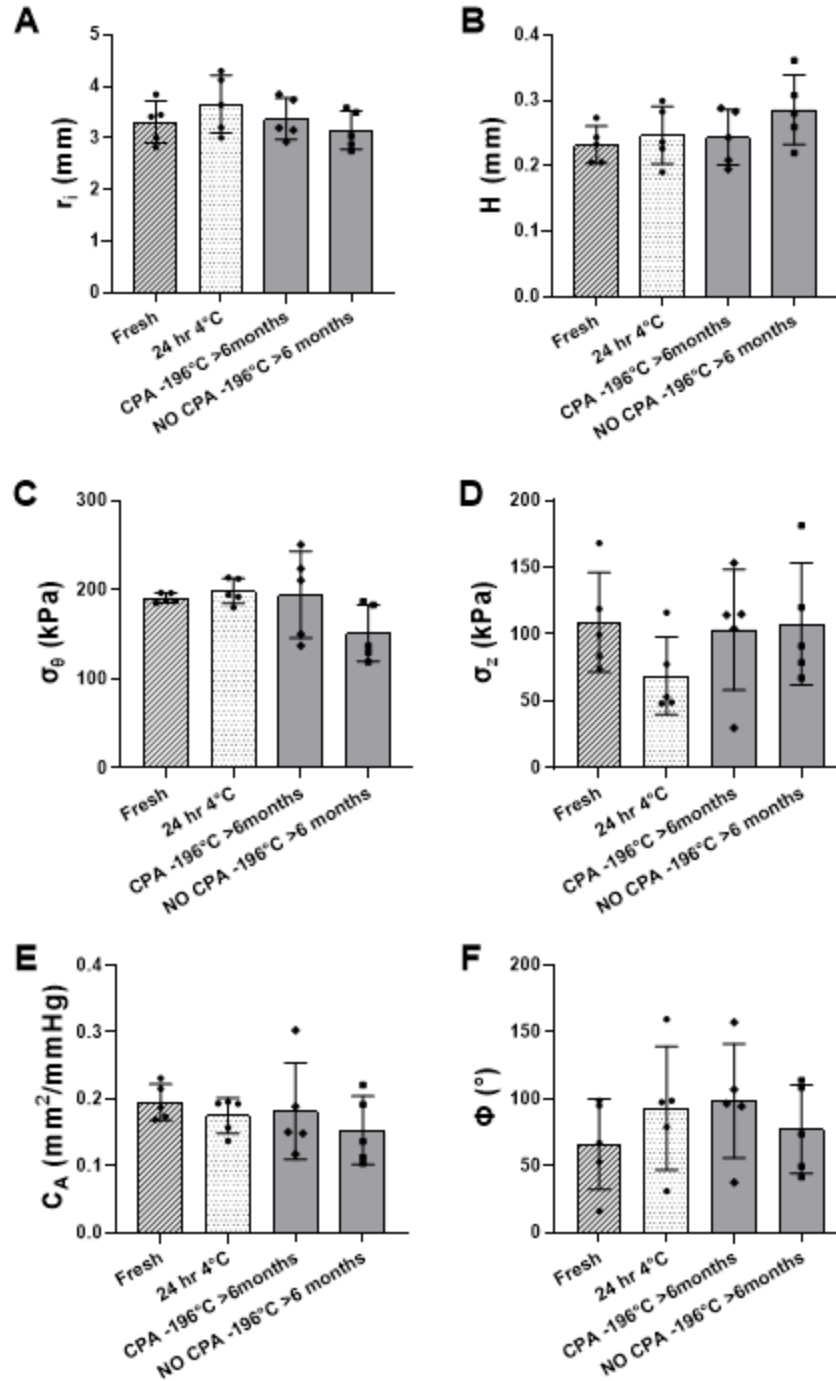 A
r_i (mm)
5
4
3
2
1
0
Fresh
24 hr 4°C
CPA -196°C >6months
NO CPA -196°C >6 months
B
H (mm)
0.4
0.3
0.2
0.1
0.0
Fresh
24 hr 4°C
CPA -196°C >6months
NO CPA -196°C >6 months
C
σ_θ (kPa)
300
200
100
0
Fresh
24 hr 4°C
CPA -196°C >6months
NO CPA -196°C >6 months
D
σ_z (kPa)
200
150
100
50
0
Fresh
24 hr 4°C
CPA -196°C >6months
NO CPA -196°C >6 months
E
C_A (mm²/mmHg)
0.4
0.3
0.2
0.1
0.0
Fresh
24 hr 4°C
CPA -196°C >6months
NO CPA -196°C >6 months
F
Φ (°)
200
150
100
50
0
Fresh
24 hr 4°C
CPA -196°C >6months
NO CPA -196°C >6months